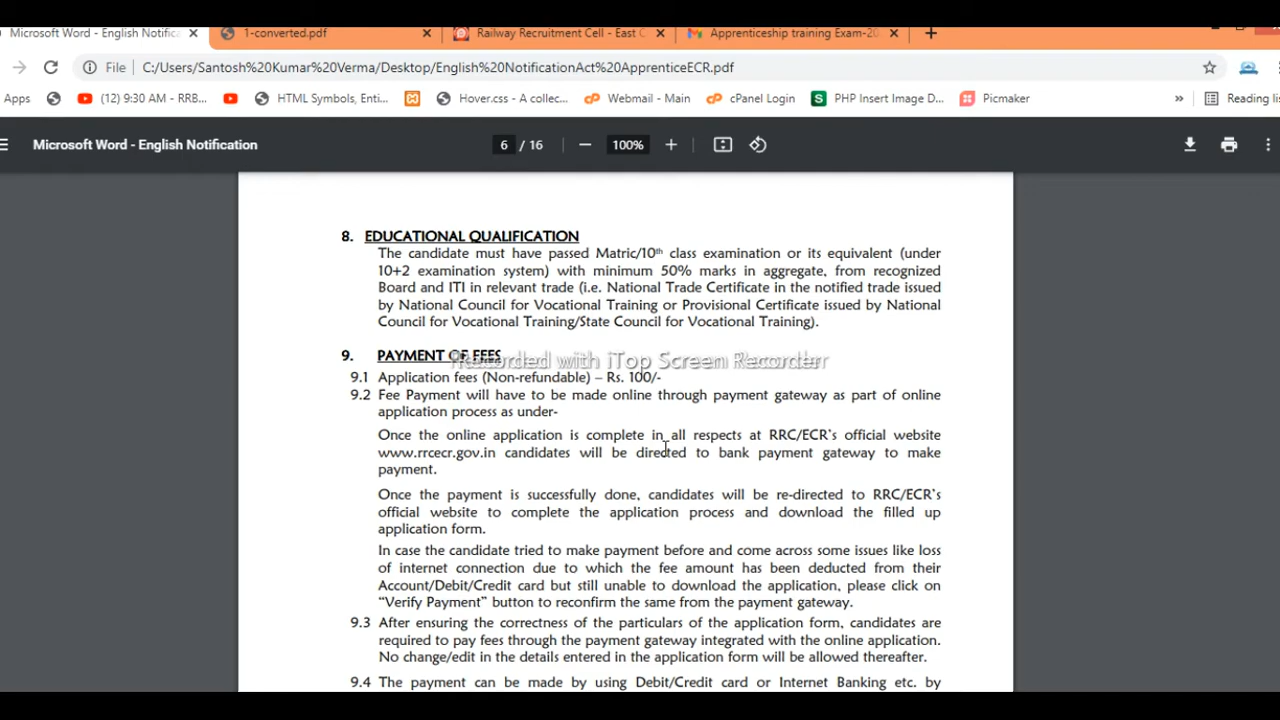 Microsoft Word - English Notifica
1-converted.pdf
Railway Recruitment Cell - East C
Apprenticeship training Exam-20
File
C:/Users/Santosh%20Kumar%20Verma/Desktop/English%20NotificationAct%20ApprenticeECR.pdf
Apps
(12) 9:30 AM - RRB...
HTML Symbols, Enti...
Hover.css - A collec...
Webmail - Main
cPanel Login
PHP Insert Image D...
Picmaker
»
Reading lis
Microsoft Word - English Notification
6 / 16
100%
8. EDUCATIONAL QUALIFICATION
The candidate must have passed Matric/10th class examination or its equivalent (under
10+2 examination system) with minimum 50% marks in aggregate, from recognized
Board and ITI in relevant trade (i.e. National Trade Certificate in the notified trade issued
by National Council for Vocational Training or Provisional Certificate issued by National
Council for Vocational Training/State Council for Vocational Training).
9. PAYMENT OF FEES
Recorded with iTop Screen Recorder
9.1 Application fees (Non-refundable) – Rs. 100/-
9.2 Fee Payment will have to be made online through payment gateway as part of online
application process as under-
Once the online application is complete in all respects at RRC/ECR's official website
www.rrcecr.gov.in candidates will be directed to bank payment gateway to make
payment.
Once the payment is successfully done, candidates will be re-directed to RRC/ECR's
official website to complete the application process and download the filled up
application form.
In case the candidate tried to make payment before and come across some issues like loss
of internet connection due to which the fee amount has been deducted from their
Account/Debit/Credit card but still unable to download the application, please click on
"Verify Payment" button to reconfirm the same from the payment gateway.
9.3 After ensuring the correctness of the particulars of the application form, candidates are
required to pay fees through the payment gateway integrated with the online application.
No change/edit in the details entered in the application form will be allowed thereafter.
9.4 The payment can be made by using Debit/Credit card or Internet Banking etc. by